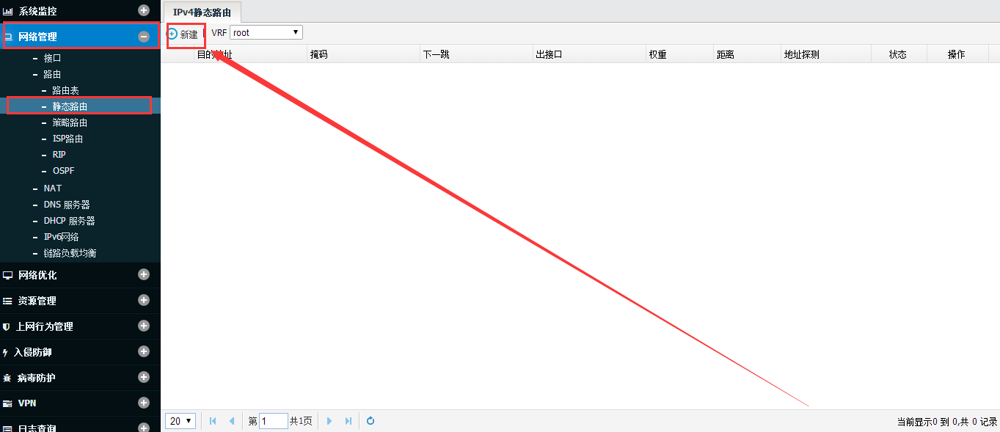 系统监控
网络管理
接口
路由
路由表
静态路由
策略路由
ISP路由
RIP
OSPF
NAT
DNS 服务器
DHCP 服务器
IPv6网络
链路负载均衡
网络优化
资源管理
上网行为管理
入侵防御
病毒防护
VPN
日志查询
IPv4静态路由
新建 VRF root
目的地址 掩码 下一跳 出接口 权重 距离 地址探测 状态 操作
20 第 1 共1页 当前显示0 到 0,共 0 记录